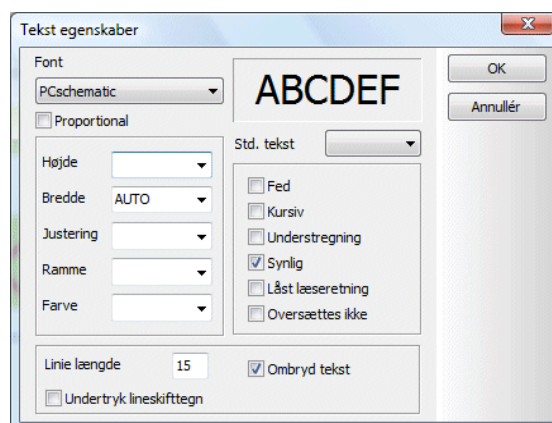 Tekst egenskaber
Font
PCschematic
Proportional
ABCDEF
OK
Annullér
Std. tekst
Højde
Bredde AUTO
Justering
Ramme
Farve
Fed
Kursiv
Understregning
Synlig
Låst læseretning
Oversættes ikke
Linie længde 15
Ombryd tekst
Undertryk lineskifttegn